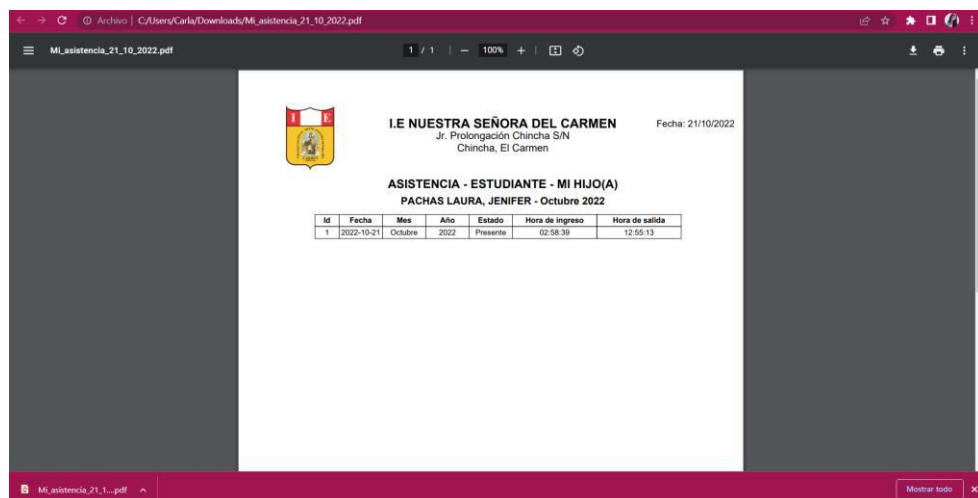 Archivo | C:/Users/Carla/Downloads/Mi_asistencia_21_10_2022.pdf
Mi_asistencia_21_10_2022.pdf 1 / 1 | − 100% + |
I E
I.E NUESTRA SEÑORA DEL CARMEN Fecha: 21/10/2022
Jr. Prolongación Chincha S/N
Chincha, El Carmen
ASISTENCIA - ESTUDIANTE - MI HIJO(A)
PACHAS LAURA, JENIFER - Octubre 2022
Id Fecha Mes Año Estado Hora de ingreso Hora de salida
1 2022-10-21 Octubre 2022 Presente 02:58:39 12:55:13
Mi_asistencia_21_1....pdf Mostrar todo